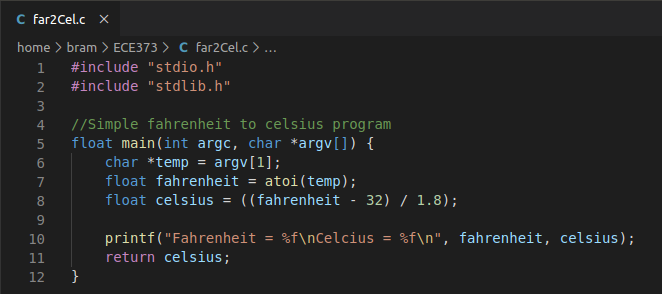 C far2Cel.c ×
home > bram > ECE373 > C far2Cel.c > ...
1 #include "stdio.h"
2 #include "stdlib.h"
3
4 //Simple fahrenheit to celsius program
5 float main(int argc, char *argv[]) {
6     char *temp = argv[1];
7     float fahrenheit = atoi(temp);
8     float celsius = ((fahrenheit - 32) / 1.8);
9
10     printf("Fahrenheit = %f\nCelcius = %f\n", fahrenheit, celsius);
11     return celsius;
12 }